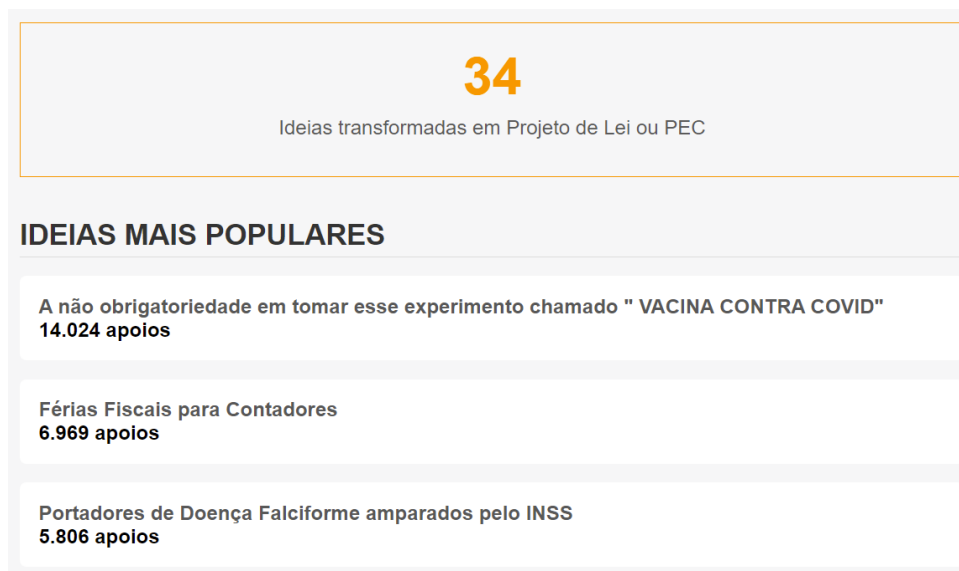 34
Ideias transformadas em Projeto de Lei ou PEC
IDEIAS MAIS POPULARES
A não obrigatoriedade em tomar esse experimento chamado " VACINA CONTRA COVID"
14.024 apoios
Férias Fiscais para Contadores
6.969 apoios
Portadores de Doença Falciforme amparados pelo INSS
5.806 apoios